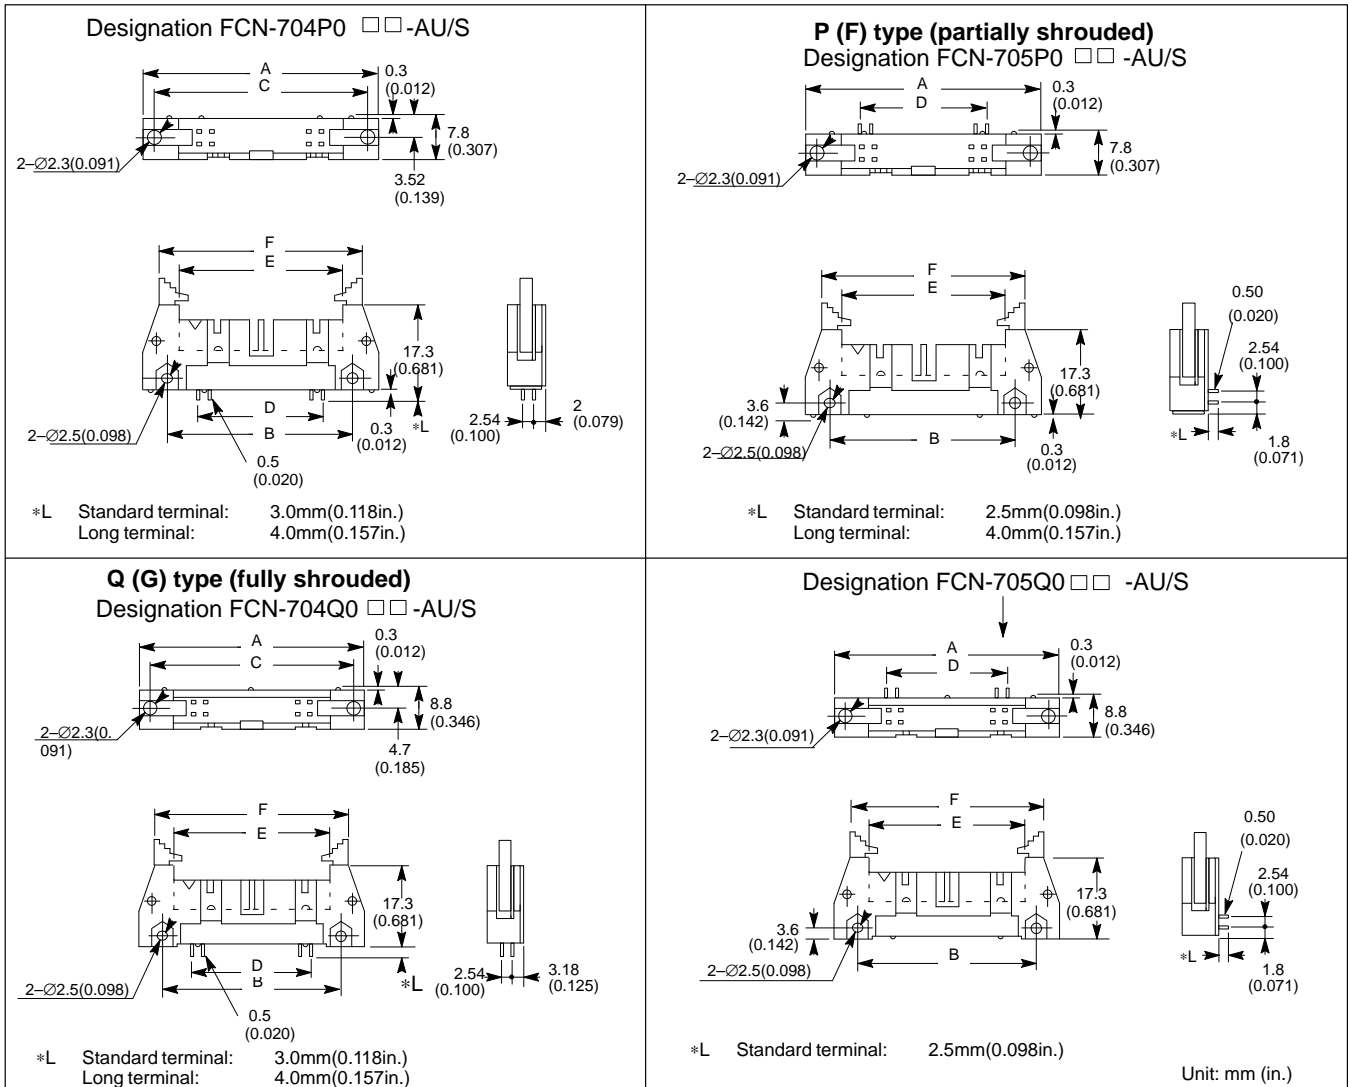 Designation FCN-704P0 □□-AU/S
A
C
0.3
(0.012)
7.8
(0.307)
3.52
(0.139)
2–∅2.3(0.091)
F
E
17.3
(0.681)
D
B
0.3
(0.012)
*L
2–∅2.5(0.098)
0.5
(0.020)
2.54
(0.100)
2
(0.079)
*L Standard terminal: 3.0mm(0.118in.)
Long terminal: 4.0mm(0.157in.)
P (F) type (partially shrouded)
Designation FCN-705P0 □□ -AU/S
A
D
0.3
(0.012)
7.8
(0.307)
2–∅2.3(0.091)
F
E
17.3
(0.681)
3.6
(0.142)
B
2–∅2.5(0.098)
0.3
(0.012)
0.50
(0.020)
2.54
(0.100)
*L
1.8
(0.071)
*L Standard terminal: 2.5mm(0.098in.)
Long terminal: 4.0mm(0.157in.)
Q (G) type (fully shrouded)
Designation FCN-704Q0 □□ -AU/S
A
C
0.3
(0.012)
8.8
(0.346)
4.7
(0.185)
2–∅2.3(0.
091)
F
E
17.3
(0.681)
D
B
*L
2–∅2.5(0.098)
0.5
(0.020)
2.54
(0.100)
3.18
(0.125)
*L Standard terminal: 3.0mm(0.118in.)
Long terminal: 4.0mm(0.157in.)
Designation FCN-705Q0 □□ -AU/S
A
D
0.3
(0.012)
8.8
(0.346)
2–∅2.3(0.091)
F
E
17.3
(0.681)
3.6
(0.142)
B
2–∅2.5(0.098)
0.50
(0.020)
2.54
(0.100)
*L
1.8
(0.071)
*L Standard terminal: 2.5mm(0.098in.)
Unit: mm (in.)